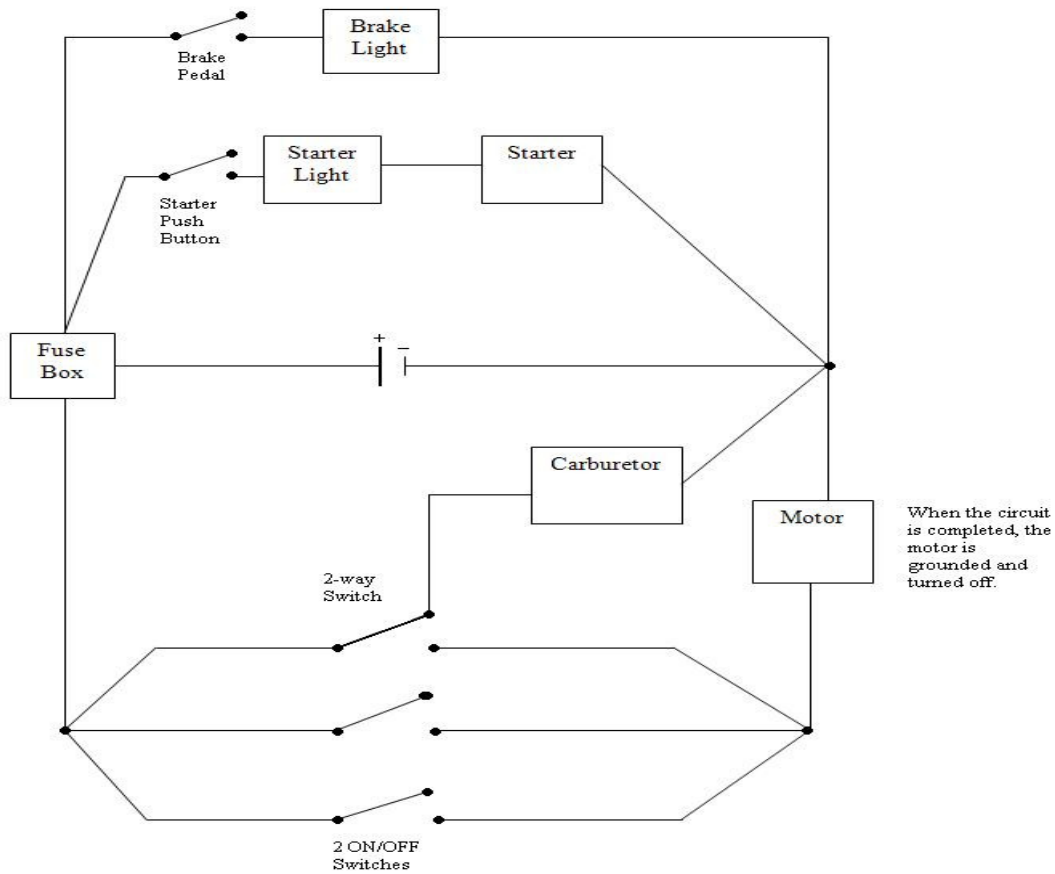 Brake
Light
Brake
Pedal
Starter
Light
Starter
Starter
Push
Button
+
−
Fuse
Box
Carburetor
Motor
When the circuit
is completed, the
motor is
grounded and
turned off.
2-way
Switch
2 ON/OFF
Switches